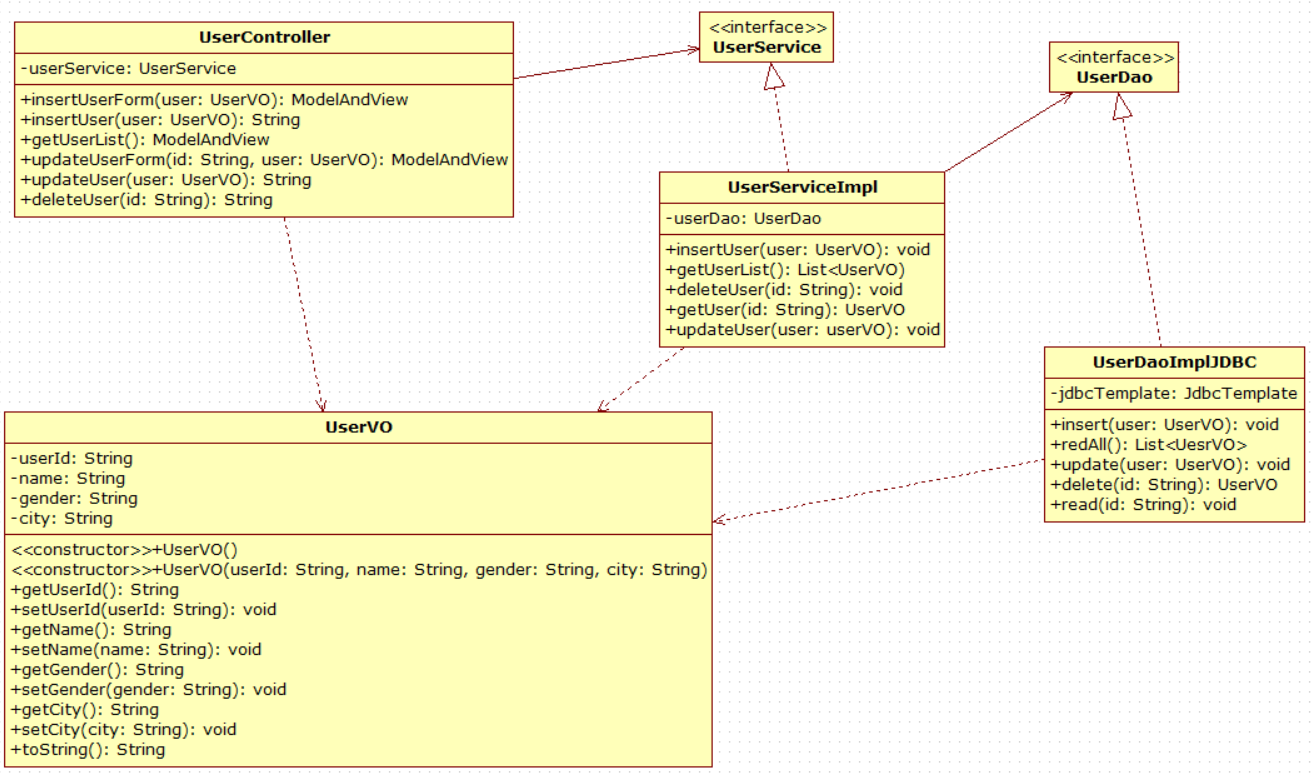 UserController
-userService: UserService
+insertUserForm(user: UserVO): ModelAndView
+insertUser(user: UserVO): String
+getUserList(): ModelAndView
+updateUserForm(id: String, user: UserVO): ModelAndView
+updateUser(user: UserVO): String
+deleteUser(id: String): String
<<interface>>
UserService
<<interface>>
UserDao
UserServiceImpl
-userDao: UserDao
+insertUser(user: UserVO): void
+getUserList(): List<UserVO)
+deleteUser(id: String): void
+getUser(id: String): UserVO
+updateUser(user: userVO): void
UserDaoImplJDBC
-jdbcTemplate: JdbcTemplate
+insert(user: UserVO): void
+redAll(): List<UesrVO>
+update(user: UserVO): void
+delete(id: String): UserVO
+read(id: String): void
UserVO
-userId: String
-name: String
-gender: String
-city: String
<<constructor>>+UserVO()
<<constructor>>+UserVO(userId: String, name: String, gender: String, city: String)
+getUserId(): String
+setUserId(userId: String): void
+getName(): String
+setName(name: String): void
+getGender(): String
+setGender(gender: String): void
+getCity(): String
+setCity(city: String): void
+toString(): String